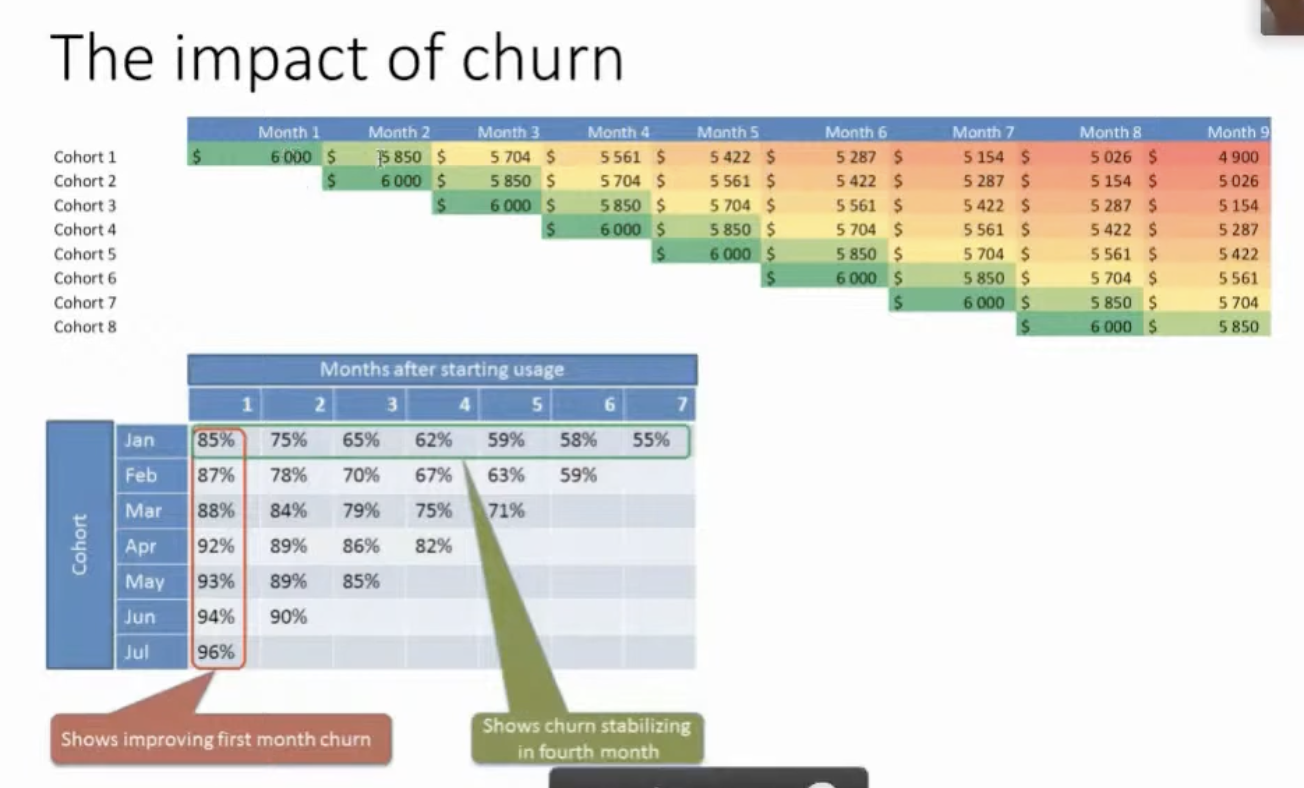 The impact of churn
Month 1 Month 2 Month 3 Month 4 Month 5 Month 6 Month 7 Month 8 Month 9
Cohort 1 $ 6 000 $ 5 850 $ 5 704 $ 5 561 $ 5 422 $ 5 287 $ 5 154 $ 5 026 $ 4 900
Cohort 2 $ 6 000 $ 5 850 $ 5 704 $ 5 561 $ 5 422 $ 5 287 $ 5 154 $ 5 026
Cohort 3 $ 6 000 $ 5 850 $ 5 704 $ 5 561 $ 5 422 $ 5 287 $ 5 154
Cohort 4 $ 6 000 $ 5 850 $ 5 704 $ 5 561 $ 5 422 $ 5 287
Cohort 5 $ 6 000 $ 5 850 $ 5 704 $ 5 561 $ 5 422
Cohort 6 $ 6 000 $ 5 850 $ 5 704 $ 5 561
Cohort 7 $ 6 000 $ 5 850 $ 5 704
Cohort 8 $ 6 000 $ 5 850
Months after starting usage
1 2 3 4 5 6 7
Cohort
Jan 85% 75% 65% 62% 59% 58% 55%
Feb 87% 78% 70% 67% 63% 59%
Mar 88% 84% 79% 75% 71%
Apr 92% 89% 86% 82%
May 93% 89% 85%
Jun 94% 90%
Jul 96%
Shows improving first month churn
Shows churn stabilizing
in fourth month